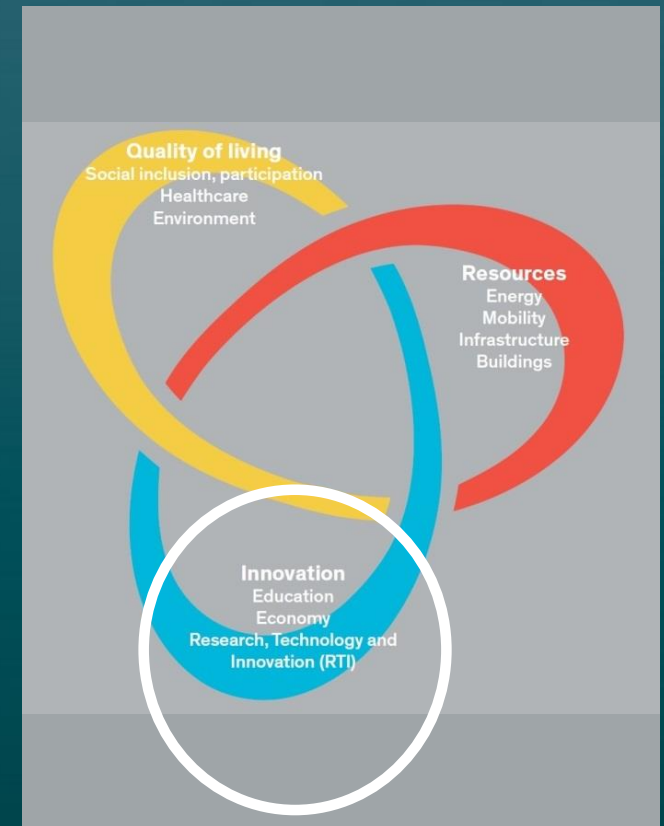 Quality of living
Social inclusion, participation
Healthcare
Environment
Resources
Energy
Mobility
Infrastructure
Buildings
Innovation
Education
Economy
Research, Technology and
Innovation (RTI)